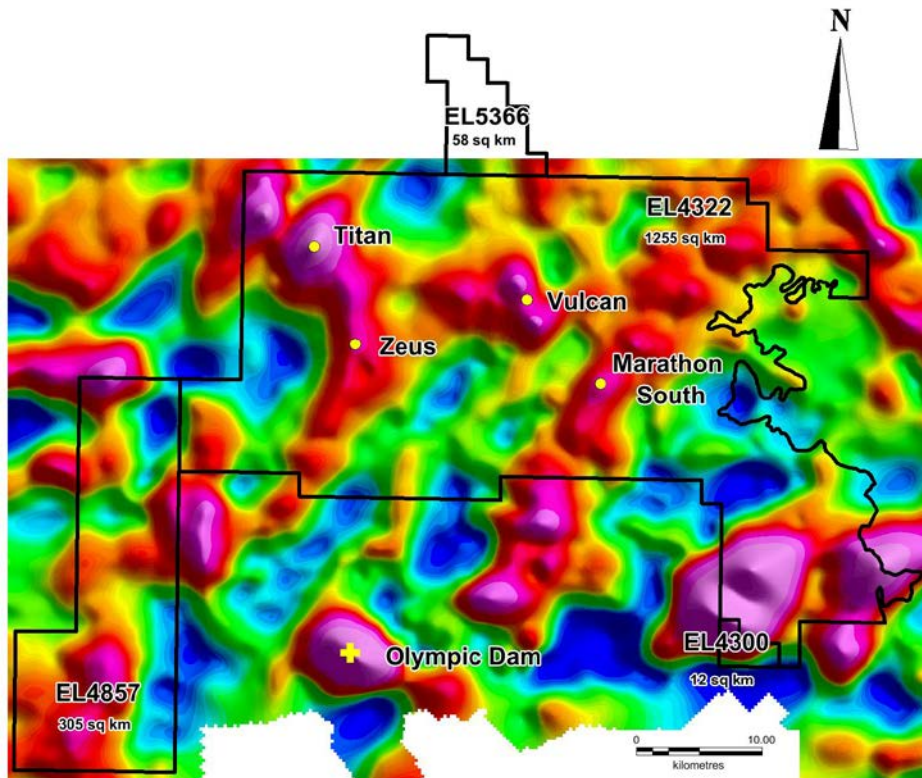 N
EL5366
58 sq km
EL4322
1255 sq km
Titan
Vulcan
Zeus
Marathon
South
Olympic Dam
EL4300
12 sq km
EL4857
305 sq km
0 10.00
kilometres